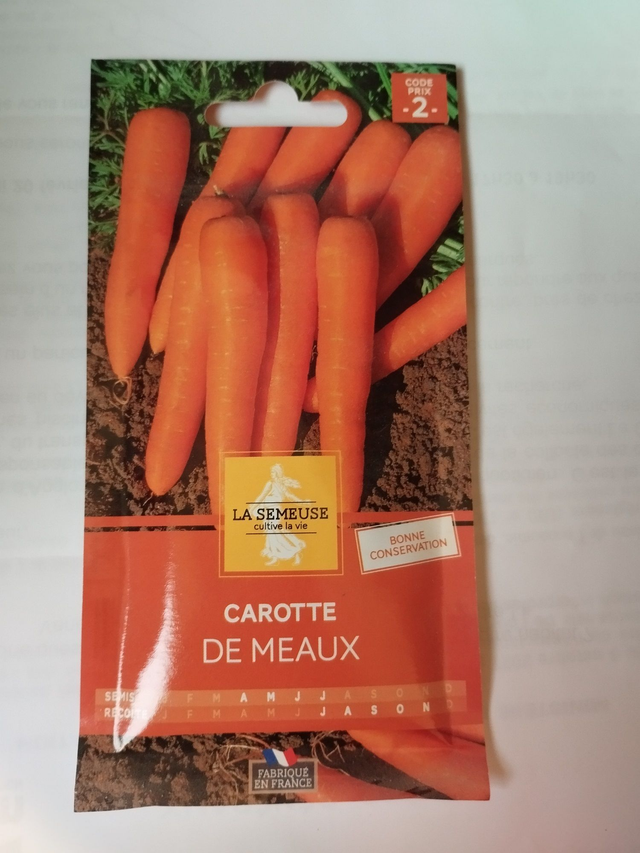 CODE
PRIX
- 2 -
LA SEMEUSE
cultive la vie
BONNE
CONSERVATION
CAROTTE
DE MEAUX
SEMIS J F M A M J J A S O N D
RÉCOLTE J F M A M J J A S O N D
FABRIQUÉ
EN FRANCE